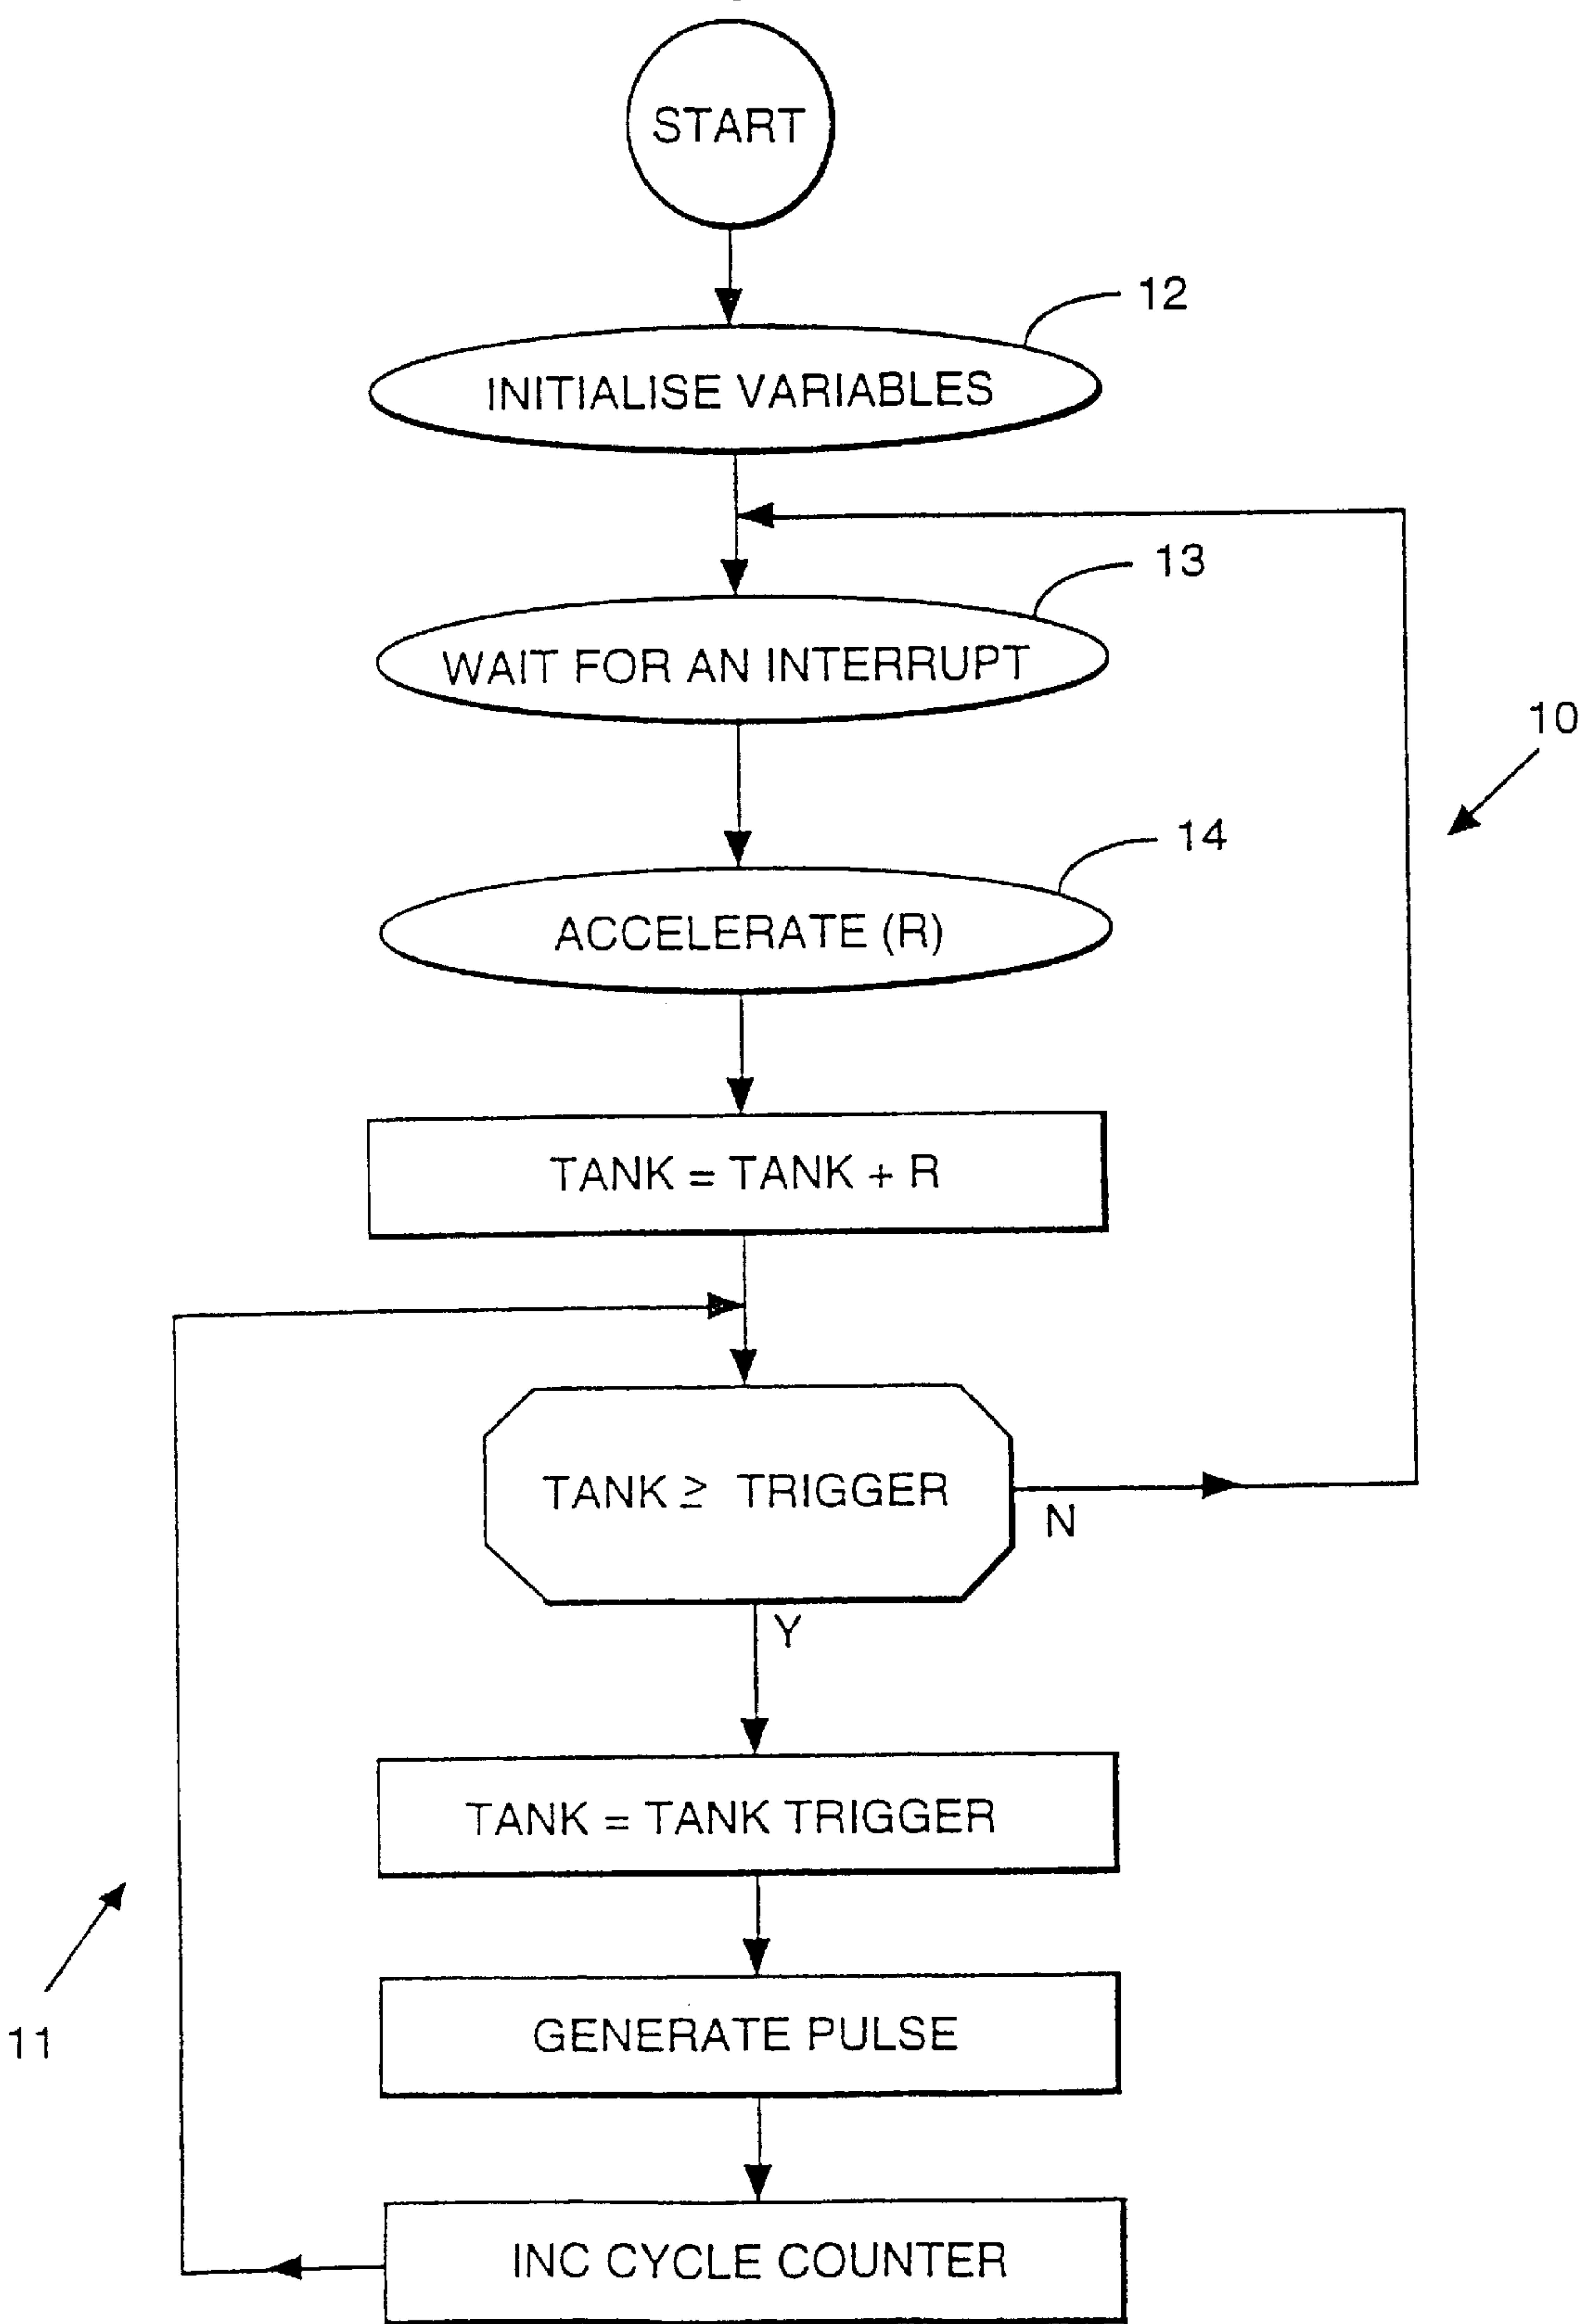 START
12
INITIALISE VARIABLES
13
WAIT FOR AN INTERRUPT
10
14
ACCELERATE (R)
TANK = TANK + R
TANK ≥ TRIGGER
N
Y
TANK = TANK TRIGGER
11
GENERATE PULSE
INC CYCLE COUNTER